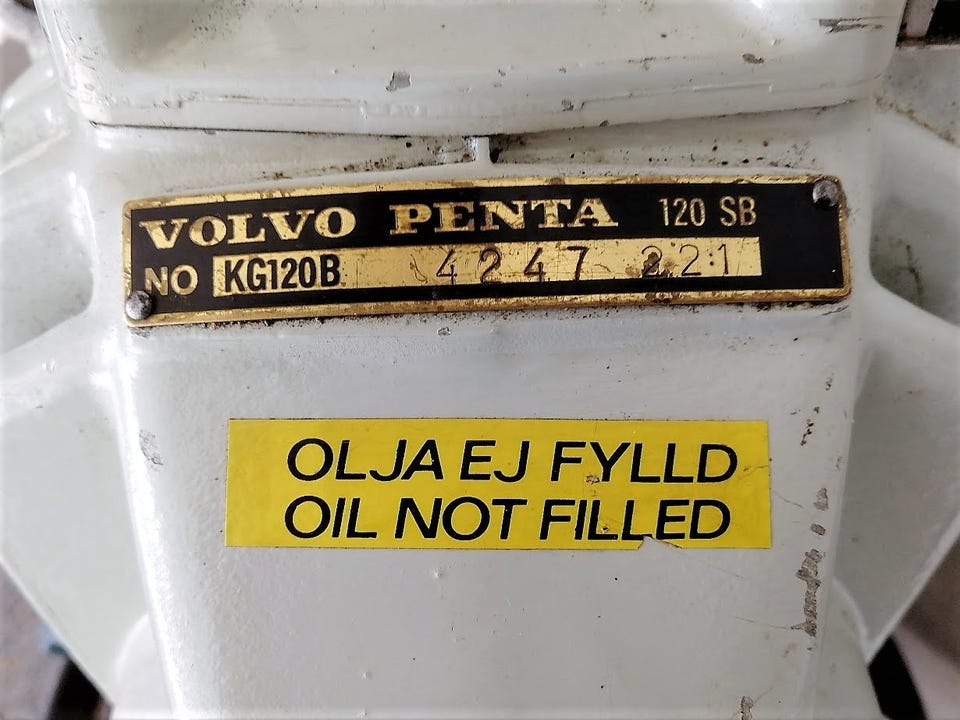 VOLVO PENTA 120 SB
NO KG120B 4247 221
OLJA EJ FYLLD
OIL NOT FILLED